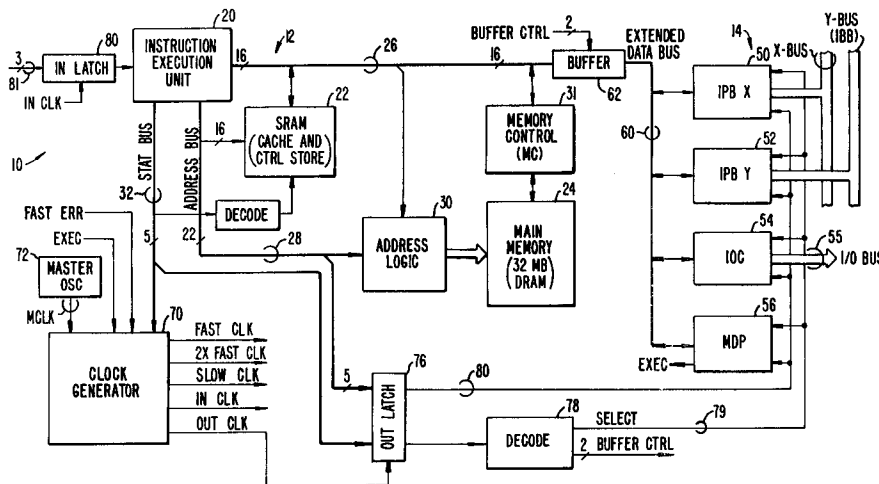 80
20
12
26
BUFFER CTRL
2
EXTENDED
DATA BUS
14
X-BUS
Y-BUS
(IBB)
50
3
81
IN LATCH
IN CLK
INSTRUCTION
EXECUTION
UNIT
16
16
BUFFER
62
IPB X
10
STAT BUS
ADDRESS BUS
16
22
SRAM
(CACHE AND
CTRL STORE)
31
MEMORY
CONTROL
(MC)
60
52
IPB Y
32
DECODE
30
24
ADDRESS
LOGIC
MAIN
MEMORY
(32 MB
DRAM)
54
IOC
55
I/O BUS
FAST ERR
EXEC
5
22
28
72
MASTER
OSC
MCLK
70
CLOCK
GENERATOR
FAST CLK
2X FAST CLK
SLOW CLK
IN CLK
OUT CLK
56
MDP
EXEC
5
76
OUT LATCH
80
78
DECODE
SELECT
79
2
BUFFER CTRL